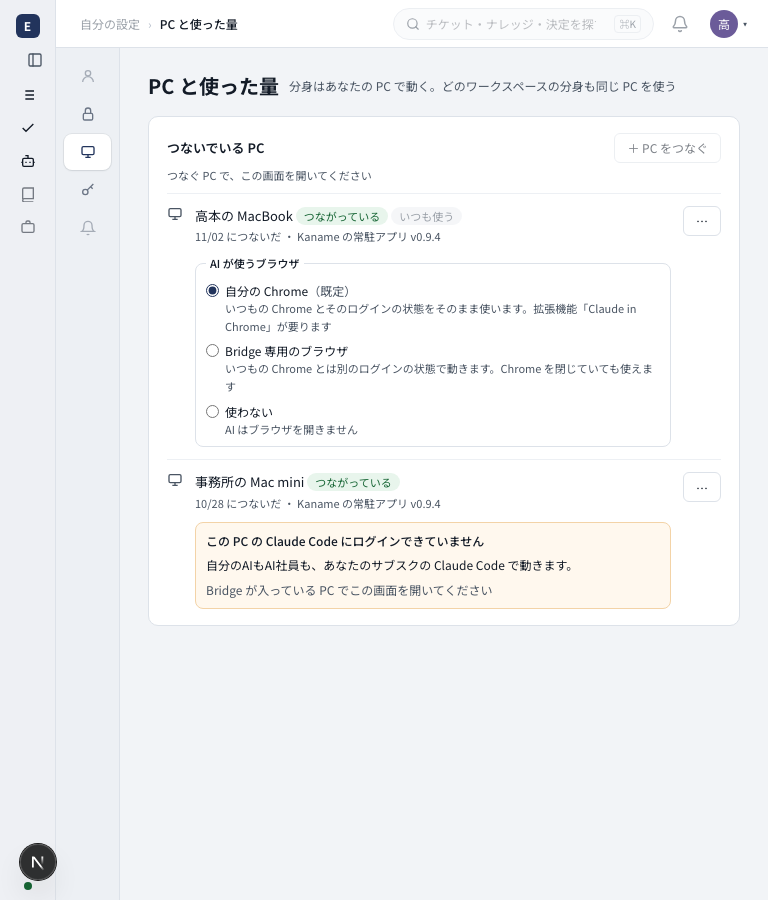 E
自分の設定 › PC と使った量
チケット・ナレッジ・決定を探
⌘K
高
PC と使った量
分身はあなたの PC で動く。どのワークスペースの分身も同じ PC を使う
つないでいる PC
＋ PC をつなぐ
つなぐ PC で、この画面を開いてください
高本の MacBook つながっている いつも使う
…
11/02 につないだ ・ Kaname の常駐アプリ v0.9.4
AI が使うブラウザ
自分の Chrome（既定）
いつもの Chrome とそのログインの状態をそのまま使います。拡張機能「Claude in
Chrome」が要ります
Bridge 専用のブラウザ
いつもの Chrome とは別のログインの状態で動きます。Chrome を閉じていても使えま
す
使わない
AI はブラウザを開きません
事務所の Mac mini つながっている
…
10/28 につないだ ・ Kaname の常駐アプリ v0.9.4
この PC の Claude Code にログインできていません
自分のAIもAI社員も、あなたのサブスクの Claude Code で動きます。
Bridge が入っている PC でこの画面を開いてください
N